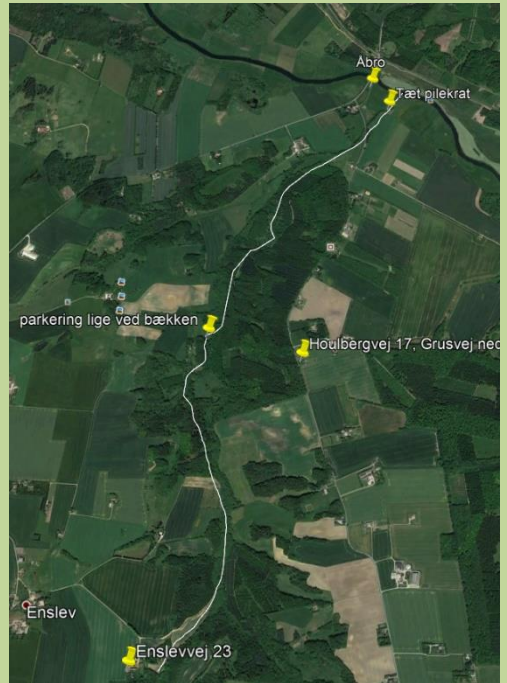 Åbro
Tæt pilekrat
parkering lige ved bækken
Houlbergvej 17, Grusvej ned
Enslev
Enslevvej 23